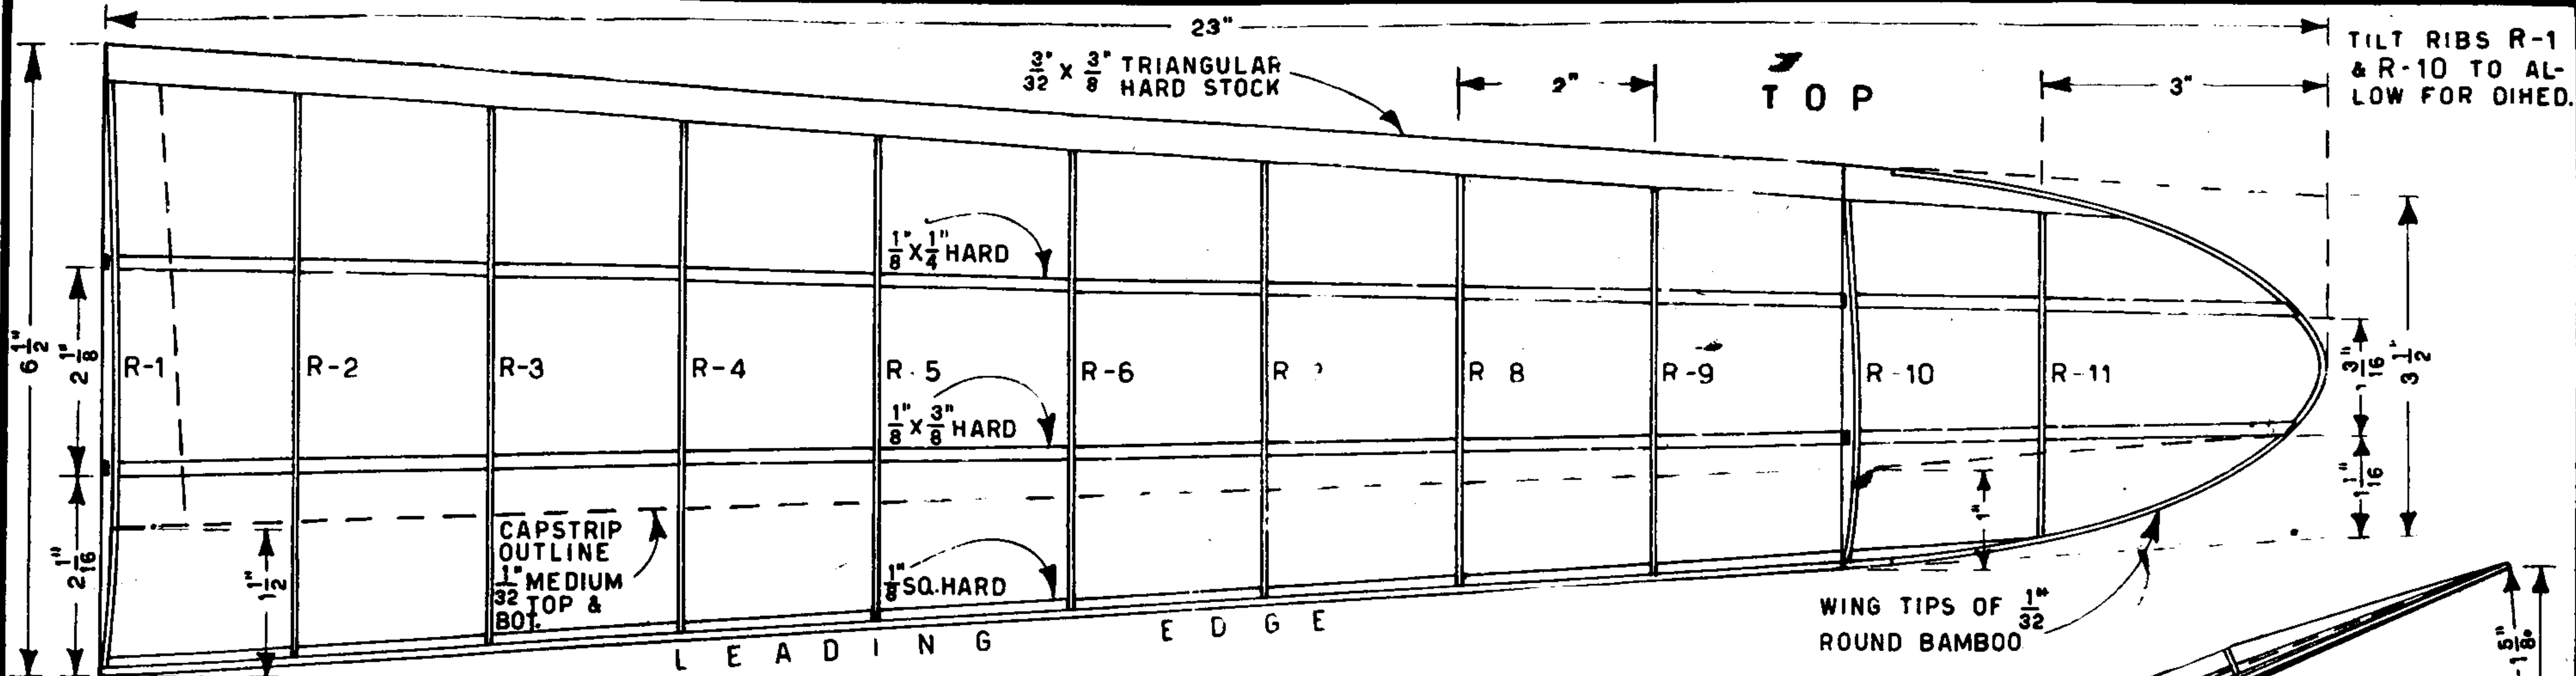 23"
3/32" X 3/8" TRIANGULAR
HARD STOCK
2"
TOP
3"
TILT RIBS R-1
& R-10 TO AL-
LOW FOR DIHED.
1/8" X 1/4" HARD
6 1/2"
2 1/8"
R-1
R-2
R-3
R-4
R-5
R-6
R
R 8
R-9
R-10
R-11
1 3/16"
3 1/2"
1/8" X 3/8" HARD
2 1/16"
1 1/2"
CAPSTRIP
OUTLINE
1/32" MEDIUM
TOP &
BOT.
1/8" SQ. HARD
1"
1 1/16"
LEADING EDGE
WING TIPS OF 1/32"
ROUND BAMBOO
1 5/8"